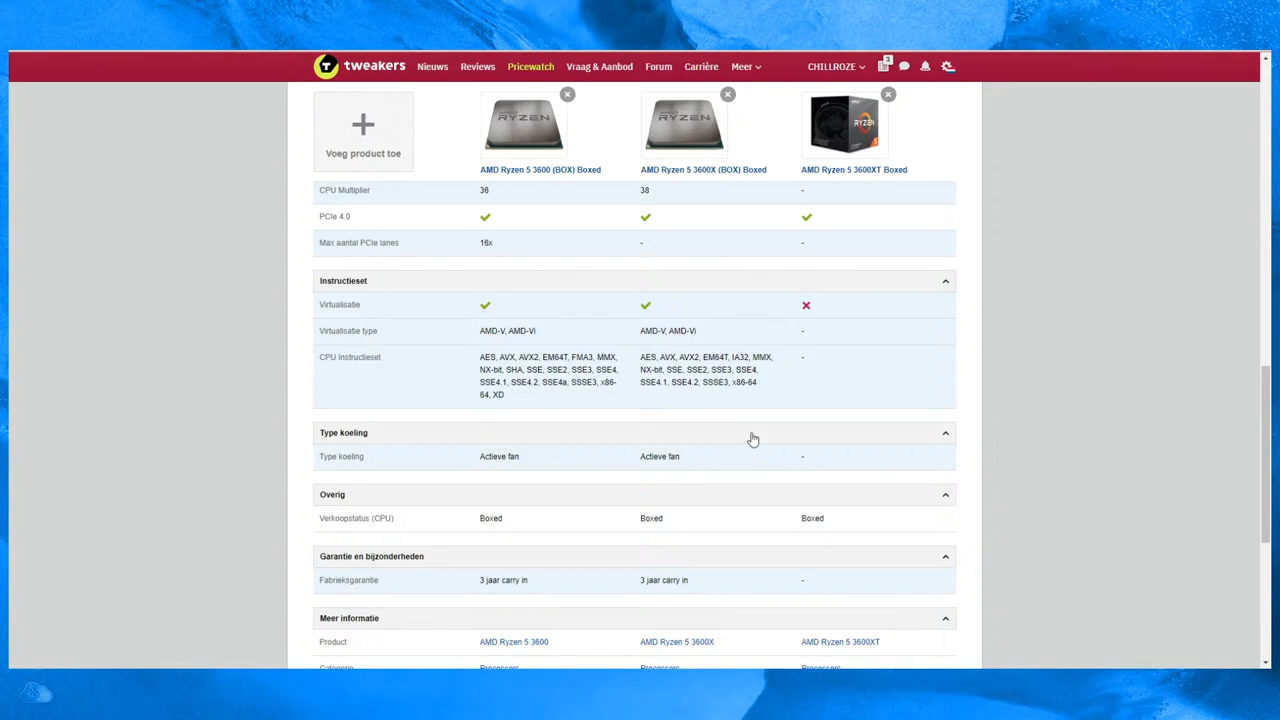 tweakers Nieuws Reviews Pricewatch Vraag & Aanbod Forum Carrière Meer CHILLROZE 3
Voeg product toe
AMD Ryzen 5 3600 (BOX) Boxed AMD Ryzen 5 3600X (BOX) Boxed AMD Ryzen 5 3600XT Boxed
CPU Multiplier 36 38 -
PCIe 4.0
Max aantal PCIe lanes 16x - -
Instructieset
Virtualisatie
Virtualisatie type AMD-V, AMD-Vi AMD-V, AMD-Vi -
CPU Instructieset AES, AVX, AVX2, EM64T, FMA3, MMX, AES, AVX, AVX2, EM64T, IA32, MMX, -
NX-bit, SHA, SSE, SSE2, SSE3, SSE4, NX-bit, SSE, SSE2, SSE3, SSE4,
SSE4.1, SSE4.2, SSE4a, SSSE3, x86- SSE4.1, SSE4.2, SSSE3, x86-64
64, XD
Type koeling
Type koeling Actieve fan Actieve fan -
Overig
Verkoopstatus (CPU) Boxed Boxed Boxed
Garantie en bijzonderheden
Fabrieksgarantie 3 jaar carry in 3 jaar carry in -
Meer informatie
Product AMD Ryzen 5 3600 AMD Ryzen 5 3600X AMD Ryzen 5 3600XT
Categorie Processors Processors Processors